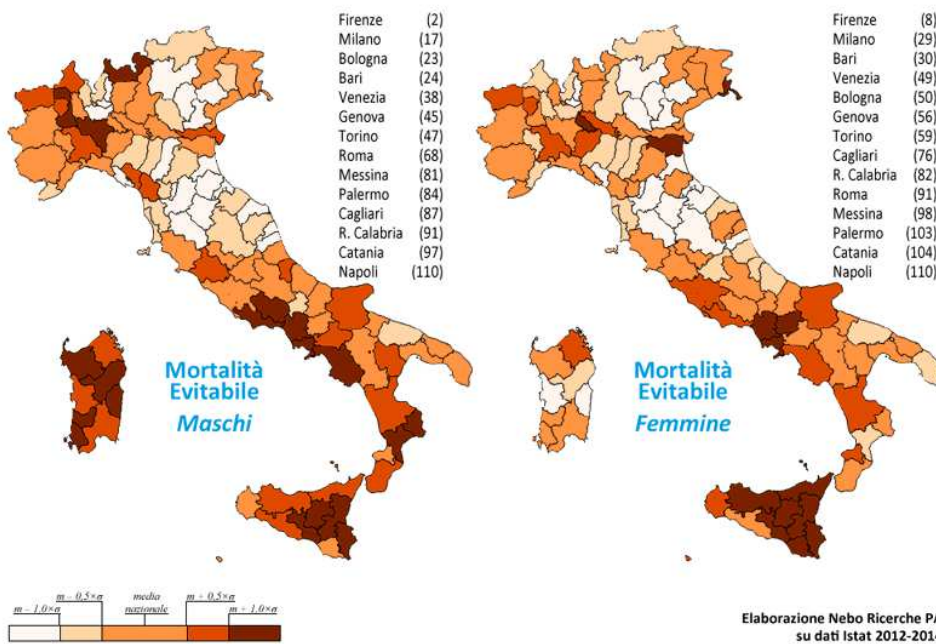 Firenze (2)
Milano (17)
Bologna (23)
Bari (24)
Venezia (38)
Genova (45)
Torino (47)
Roma (68)
Messina (81)
Palermo (84)
Cagliari (87)
R. Calabria (91)
Catania (97)
Napoli (110)
Mortalità
Evitabile
Maschi
Firenze (8)
Milano (29)
Bari (30)
Venezia (49)
Bologna (50)
Genova (56)
Torino (59)
Cagliari (76)
R. Calabria (82)
Roma (91)
Messina (98)
Palermo (103)
Catania (104)
Napoli (110)
Mortalità
Evitabile
Femmine
m – 1,0×σ
m – 0,5×σ
media
nazionale
m + 0,5×σ
m + 1,0×σ
Elaborazione Nebo Ricerche PA
su dati Istat 2012-201